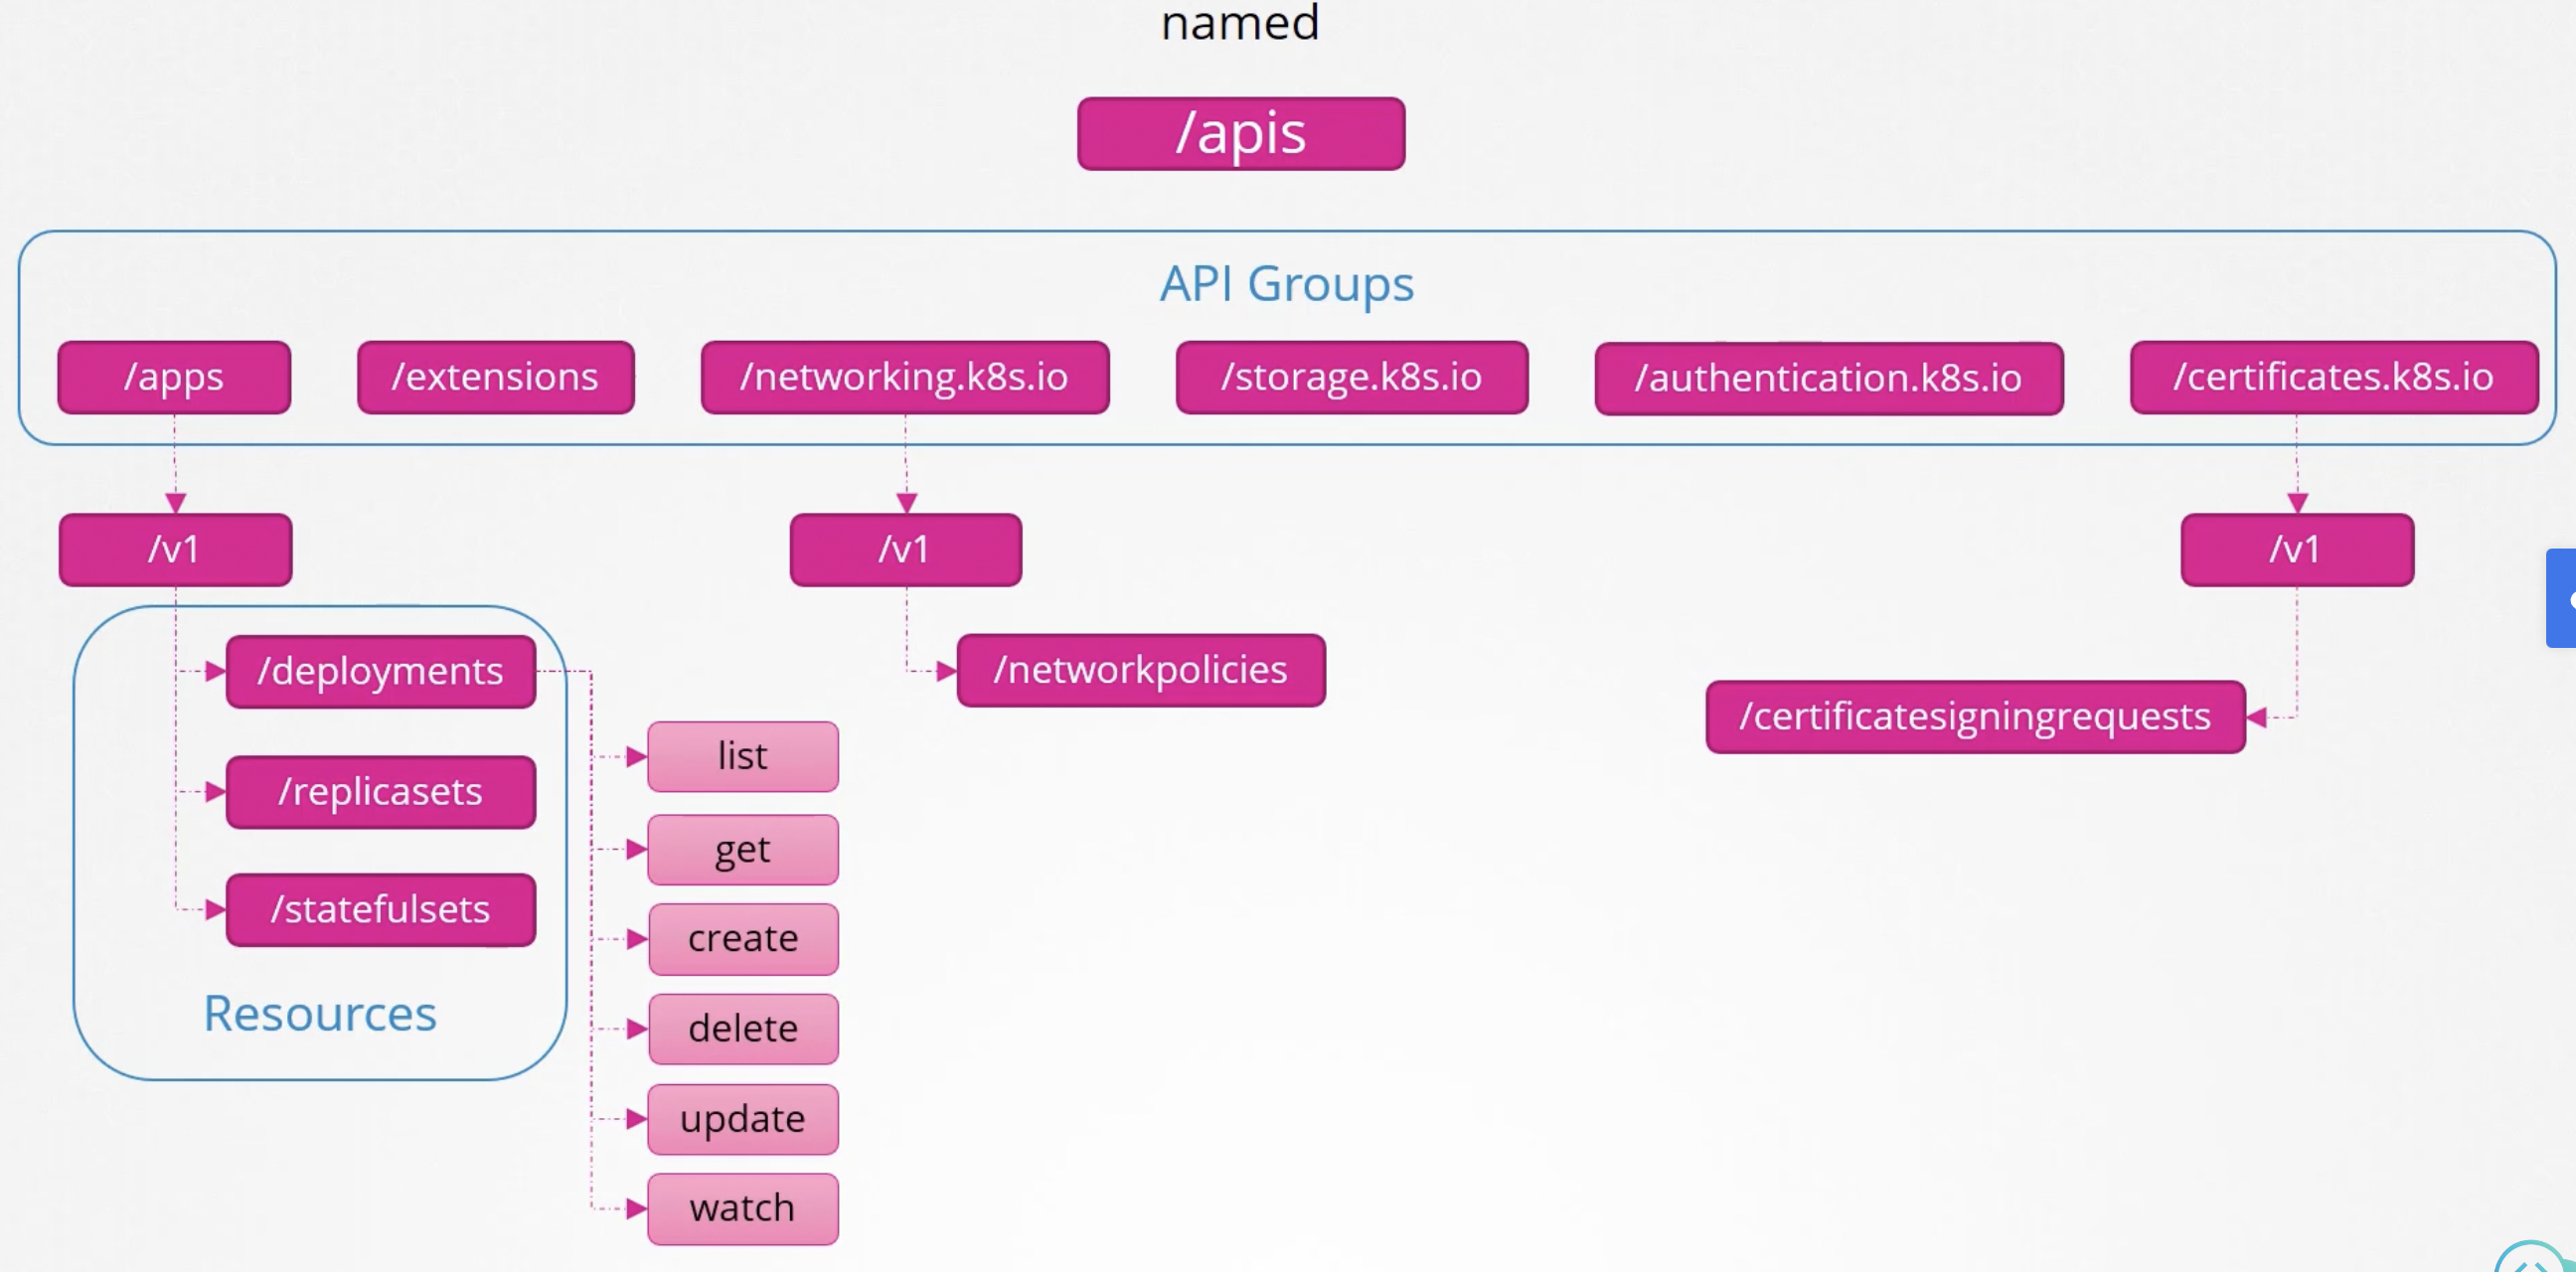 named
/apis
API Groups
/apps
/extensions
/networking.k8s.io
/storage.k8s.io
/authentication.k8s.io
/certificates.k8s.io
/v1
/v1
/v1
/deployments
/replicasets
/statefulsets
Resources
list
get
create
delete
update
watch
/networkpolicies
/certificatesigningrequests